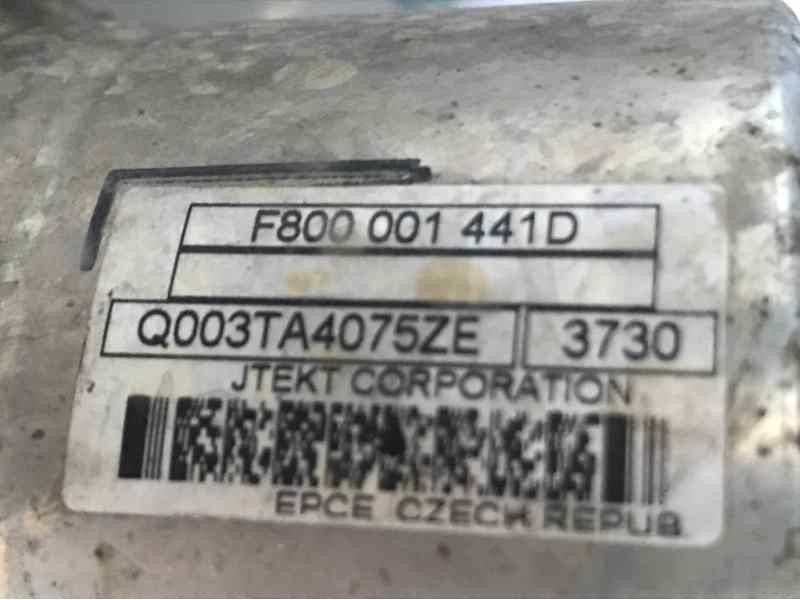 F800 001 441D
Q003TA4075ZE 3730
JTEKT CORPORATION
EPCE CZECH REPUB